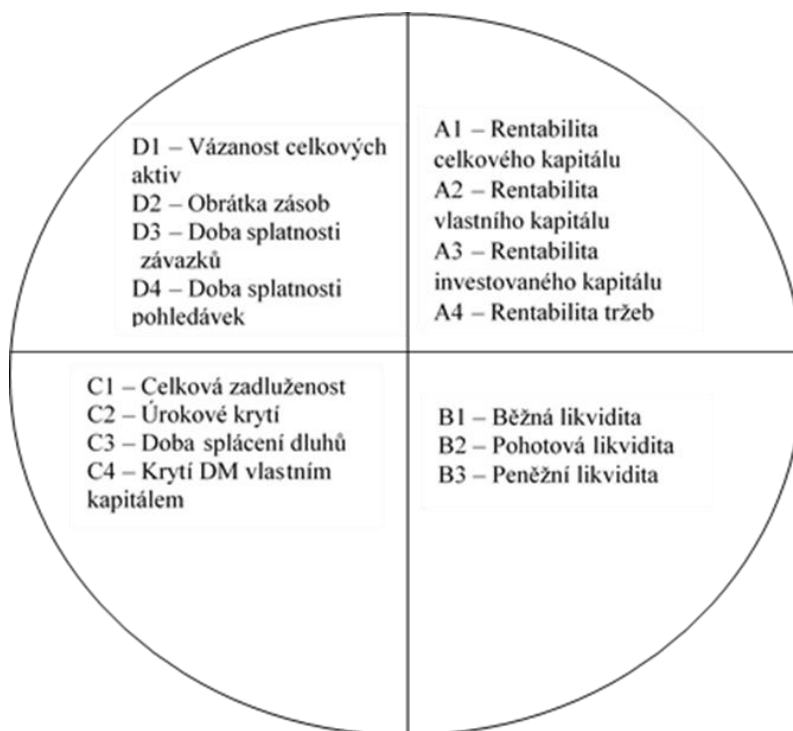 D1 – Vázanost celkových
aktiv
D2 – Obrátka zásob
D3 – Doba splatnosti
závazků
D4 – Doba splatnosti
pohledávek
A1 – Rentabilita
celkového kapitálu
A2 – Rentabilita
vlastního kapitálu
A3 – Rentabilita
investovaného kapitálu
A4 – Rentabilita tržeb
C1 – Celková zadluženost
C2 – Úrokové krytí
C3 – Doba splácení dluhů
C4 – Krytí DM vlastním
kapitálem
B1 – Běžná likvidita
B2 – Pohotová likvidita
B3 – Peněžní likvidita